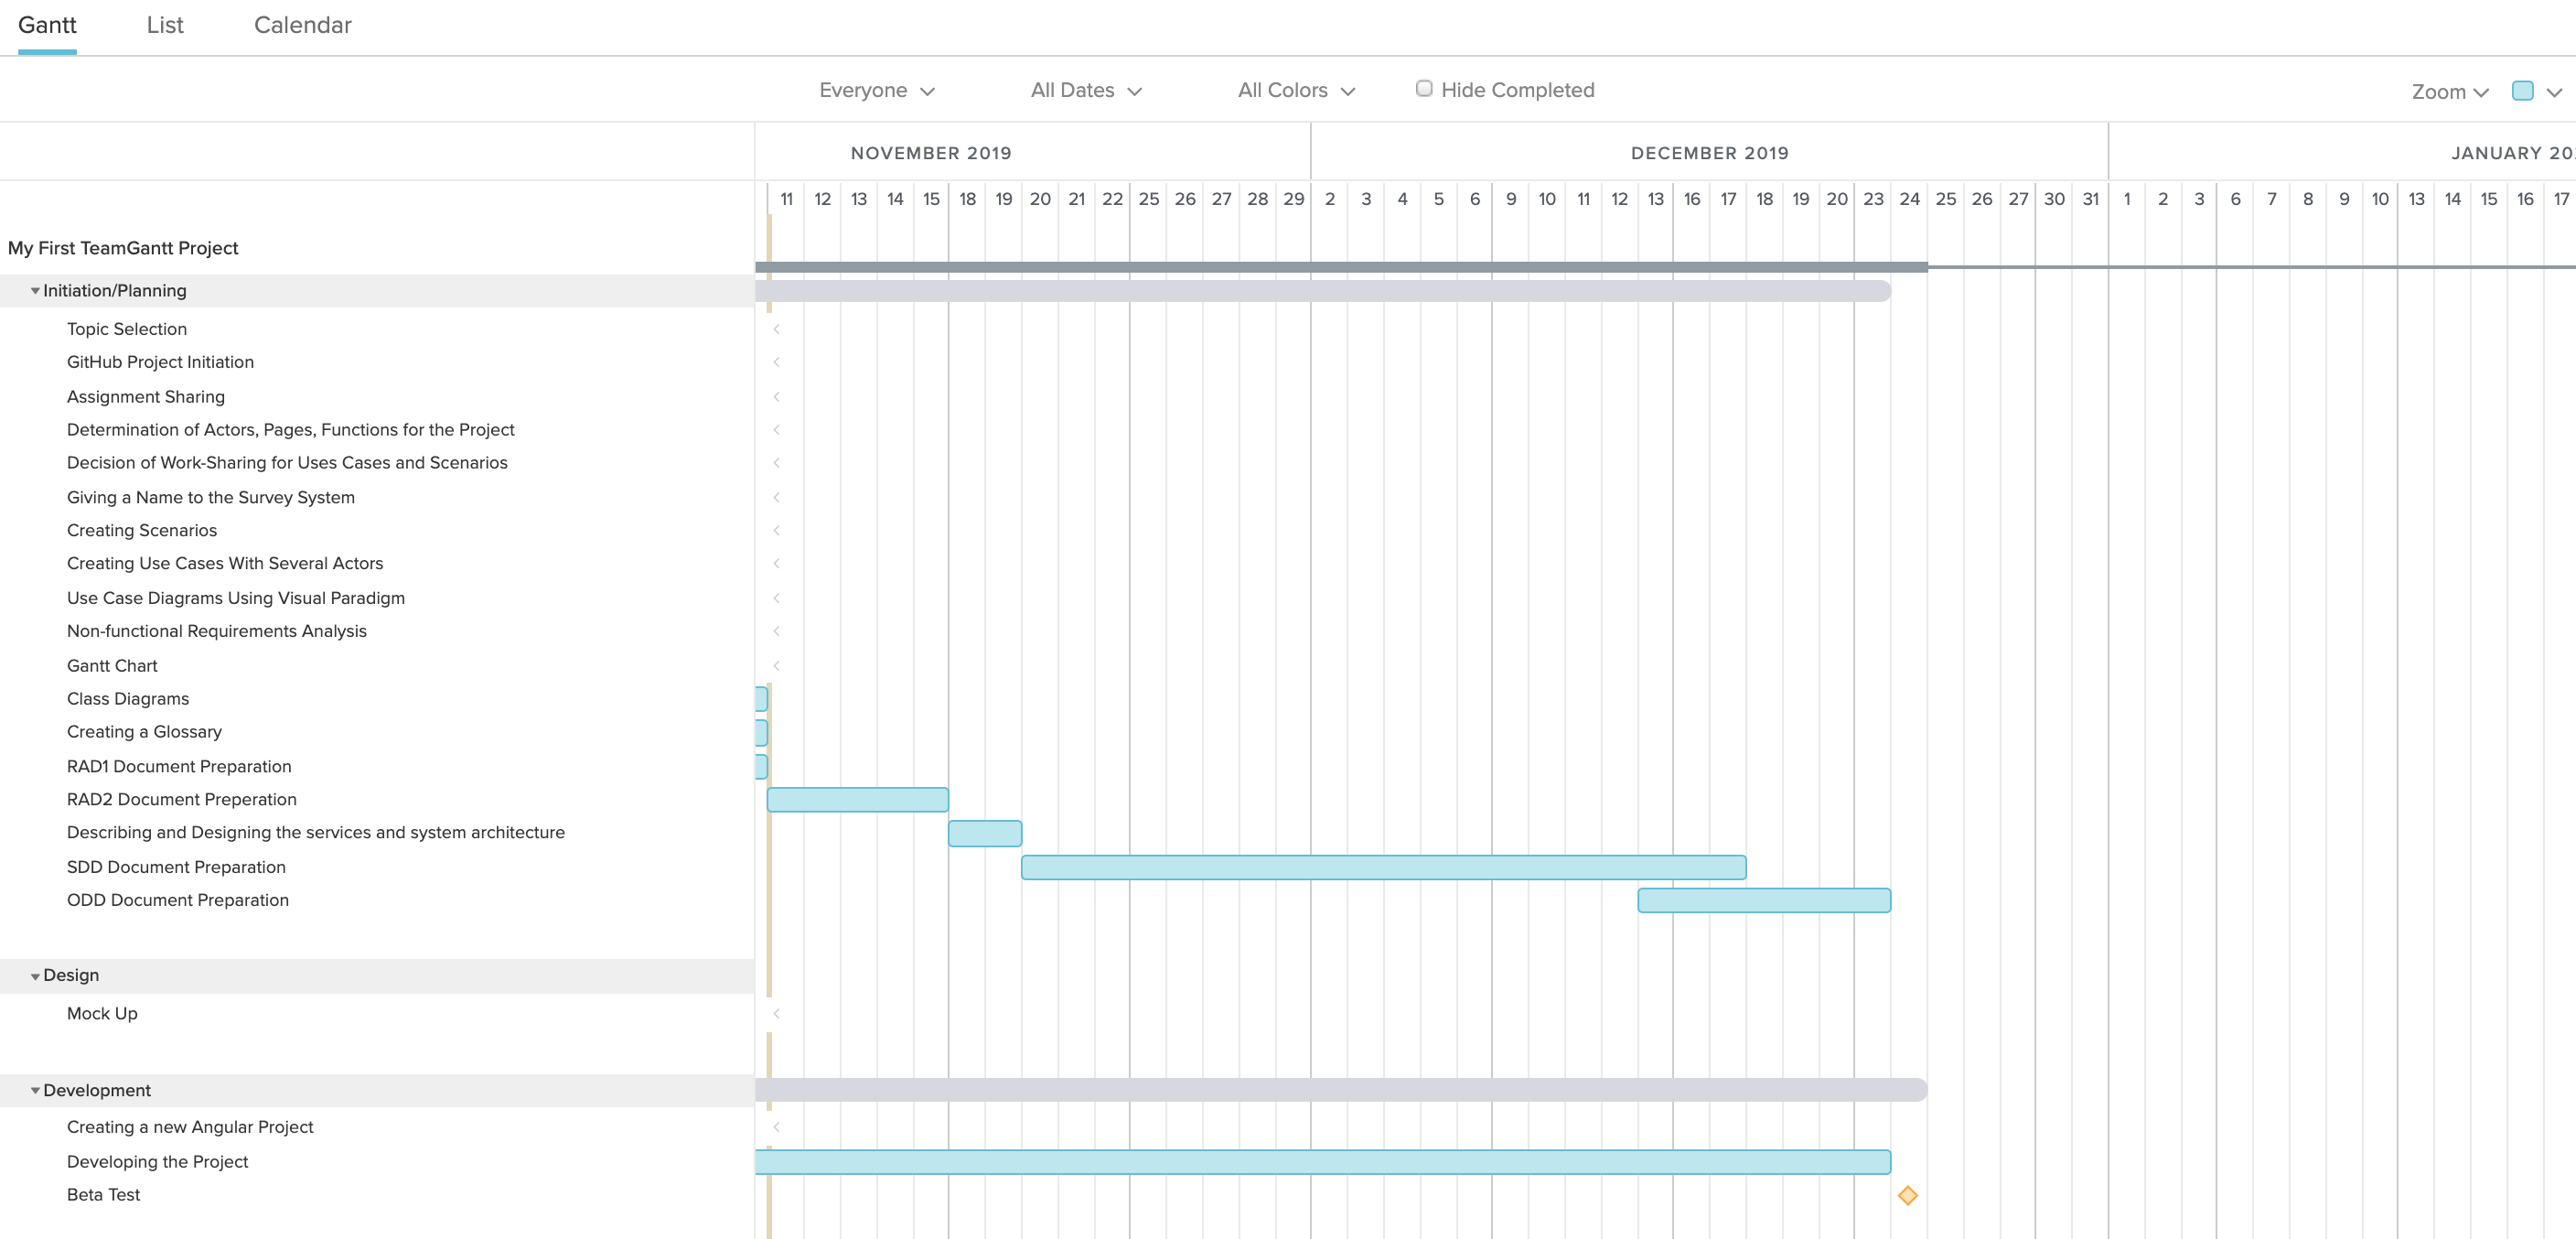 Gantt List Calendar
Everyone All Dates All Colors Hide Completed Zoom
NOVEMBER 2019 DECEMBER 2019 JANUARY 20
11 12 13 14 15 18 19 20 21 22 25 26 27 28 29 2 3 4 5 6 9 10 11 12 13 16 17 18 19 20 23 24 25 26 27 30 31 1 2 3 6 7 8 9 10 13 14 15 16 17
My First TeamGantt Project
Initiation/Planning
Topic Selection
GitHub Project Initiation
Assignment Sharing
Determination of Actors, Pages, Functions for the Project
Decision of Work-Sharing for Uses Cases and Scenarios
Giving a Name to the Survey System
Creating Scenarios
Creating Use Cases With Several Actors
Use Case Diagrams Using Visual Paradigm
Non-functional Requirements Analysis
Gantt Chart
Class Diagrams
Creating a Glossary
RAD1 Document Preparation
RAD2 Document Preperation
Describing and Designing the services and system architecture
SDD Document Preparation
ODD Document Preparation
Design
Mock Up
Development
Creating a new Angular Project
Developing the Project
Beta Test